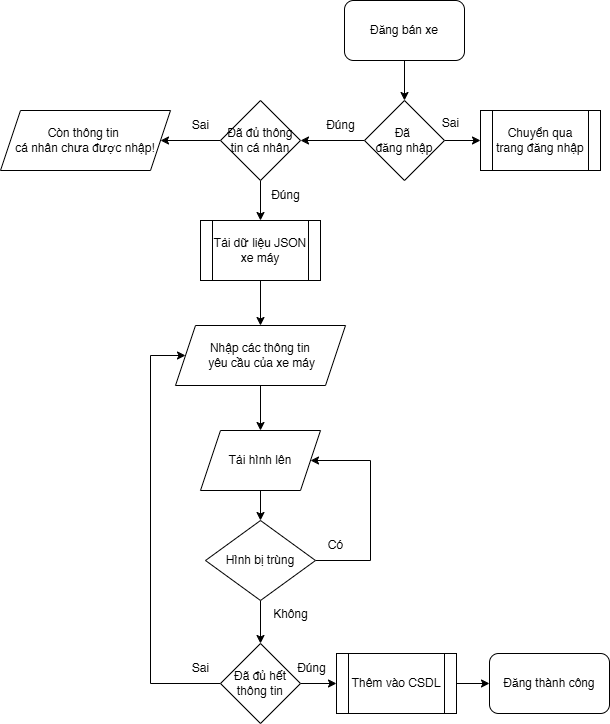 Đăng bán xe
Còn thông tin
cá nhân chưa được nhập!
Sai
Đã đủ thông
tin cá nhân
Đúng
Đã
đăng nhập
Sai
Chuyển qua
trang đăng nhập
Đúng
Tải dữ liệu JSON
xe máy
Nhập các thông tin
yêu cầu của xe máy
Tải hình lên
Hình bị trùng
Có
Không
Sai
Đã đủ hết
thông tin
Đúng
Thêm vào CSDL
Đăng thành công